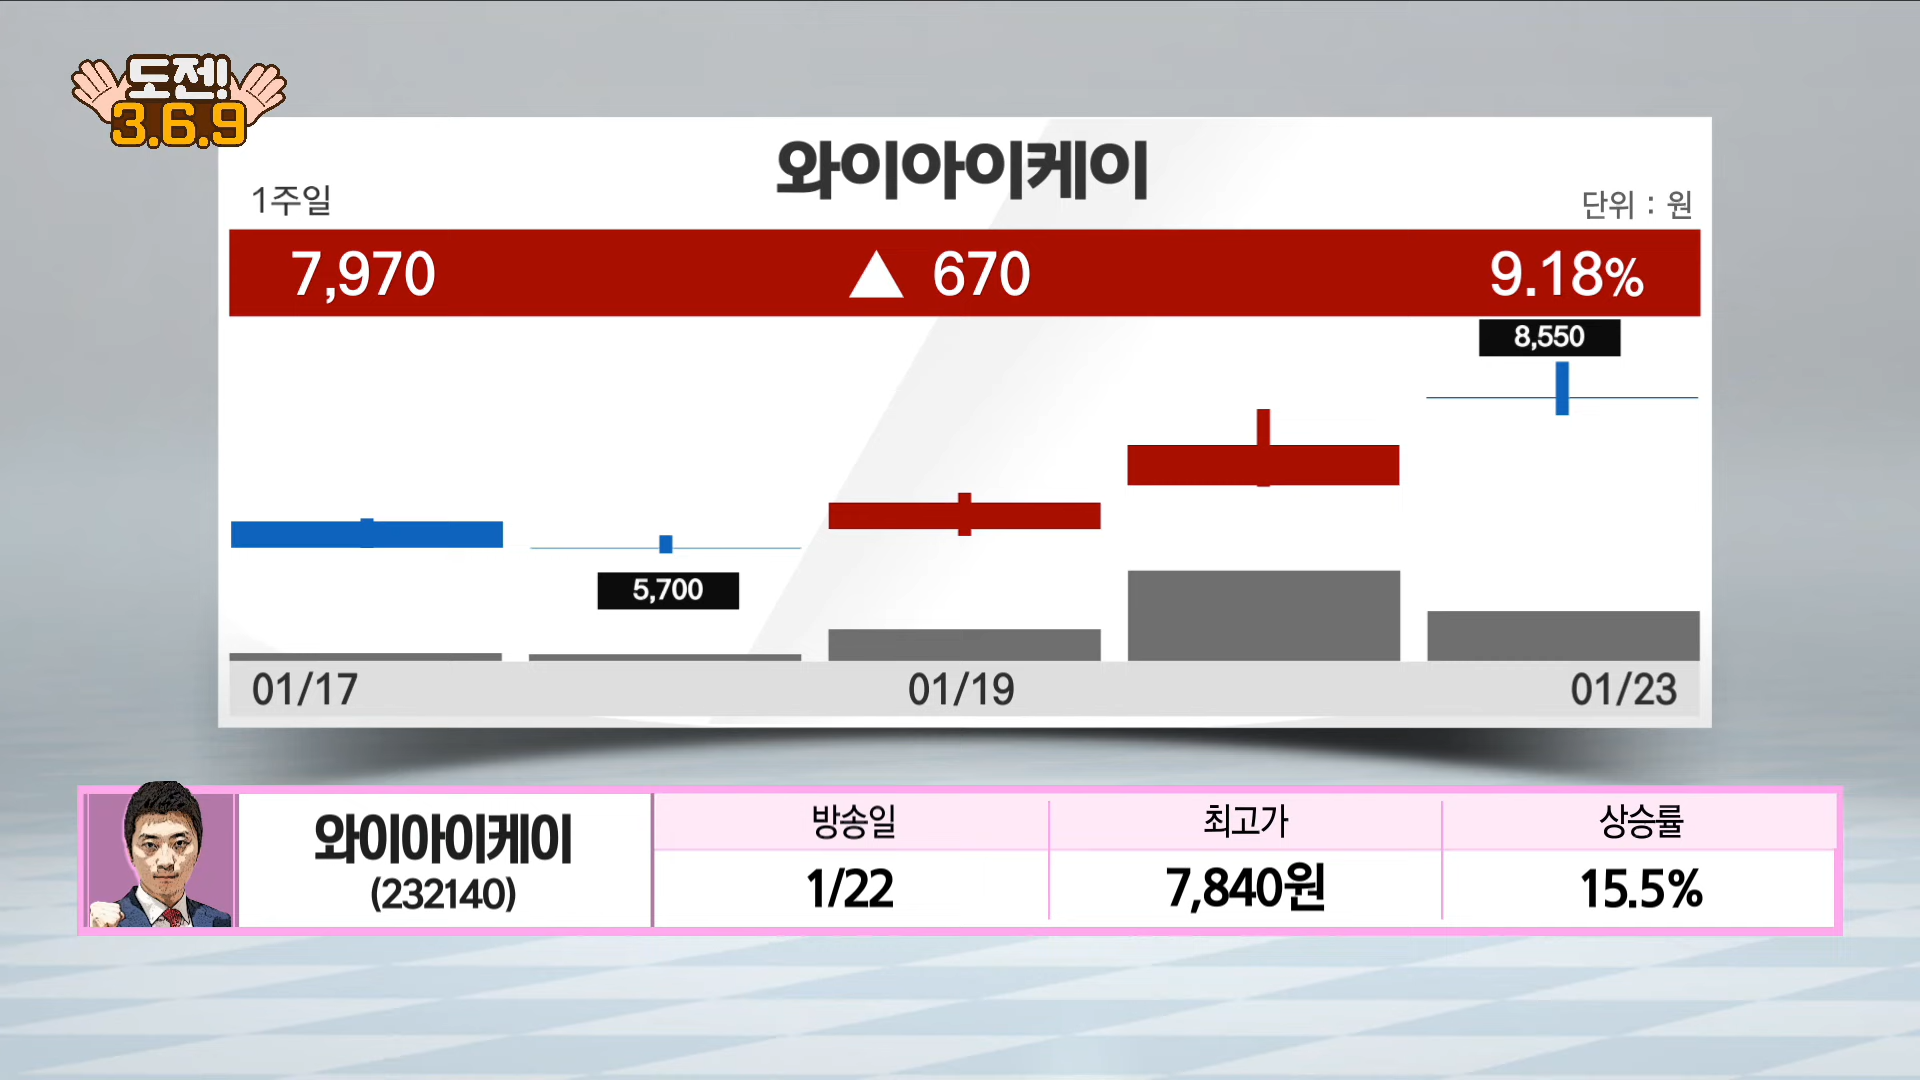 도전!
3.6.9
와이아이케이
1주일
단위 : 원
7,970 ▲ 670 9.18%
8,550
5,700
01/17 01/19 01/23
와이아이케이
(232140)
방송일 최고가 상승률
1/22 7,840원 15.5%